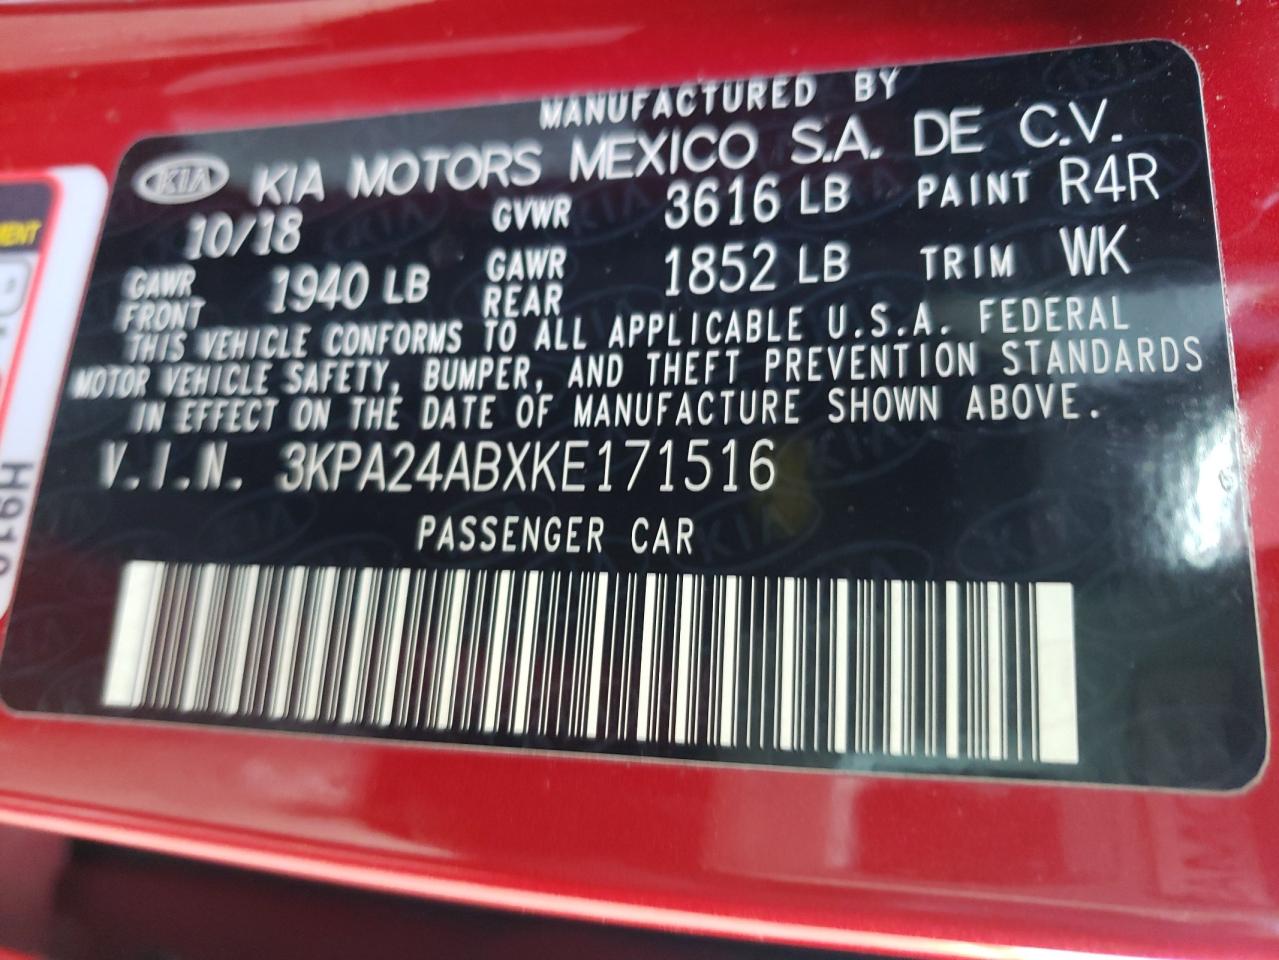 MANUFACTURED BY
KIA KIA MOTORS MEXICO S.A. DE C.V.
10/18 GVWR 3616 LB PAINT R4R
GAWR FRONT 1940 LB GAWR REAR 1852 LB TRIM WK
THIS VEHICLE CONFORMS TO ALL APPLICABLE U.S.A. FEDERAL
MOTOR VEHICLE SAFETY, BUMPER, AND THEFT PREVENTION STANDARDS
IN EFFECT ON THE DATE OF MANUFACTURE SHOWN ABOVE.
V.I.N. 3KPA24ABXKE171516
PASSENGER CAR